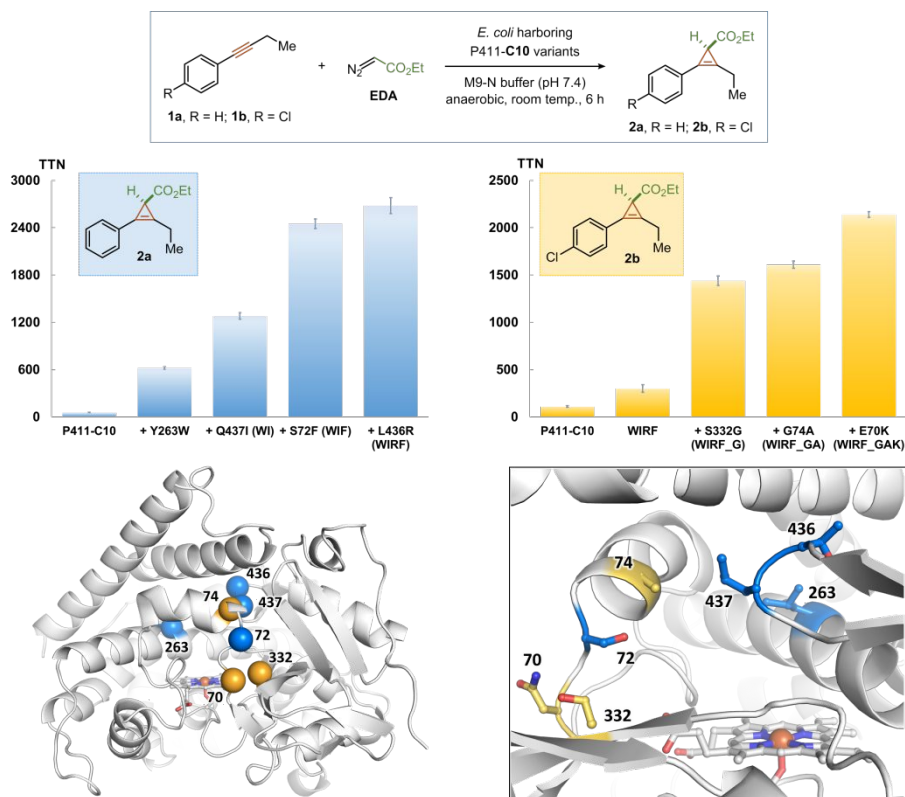 Me
R
1a, R = H; 1b, R = Cl
+
N2
CO2Et
EDA
E. coli harboring
P411-C10 variants
M9-N buffer (pH 7.4)
anaerobic, room temp., 6 h
H
CO2Et
R
Me
2a, R = H; 2b, R = Cl
TTN
3000
2400
1800
1200
600
0
H
CO2Et
Me
2a
P411-C10
+ Y263W
+ Q437I (WI)
+ S72F (WIF)
+ L436R
(WIRF)
TTN
2500
2000
1500
1000
500
0
H
CO2Et
Cl
Me
2b
P411-C10
WIRF
+ S332G
(WIRF_G)
+ G74A
(WIRF_GA)
+ E70K
(WIRF_GAK)
436
74
437
72
263
332
70
436
74
437
263
72
70
332